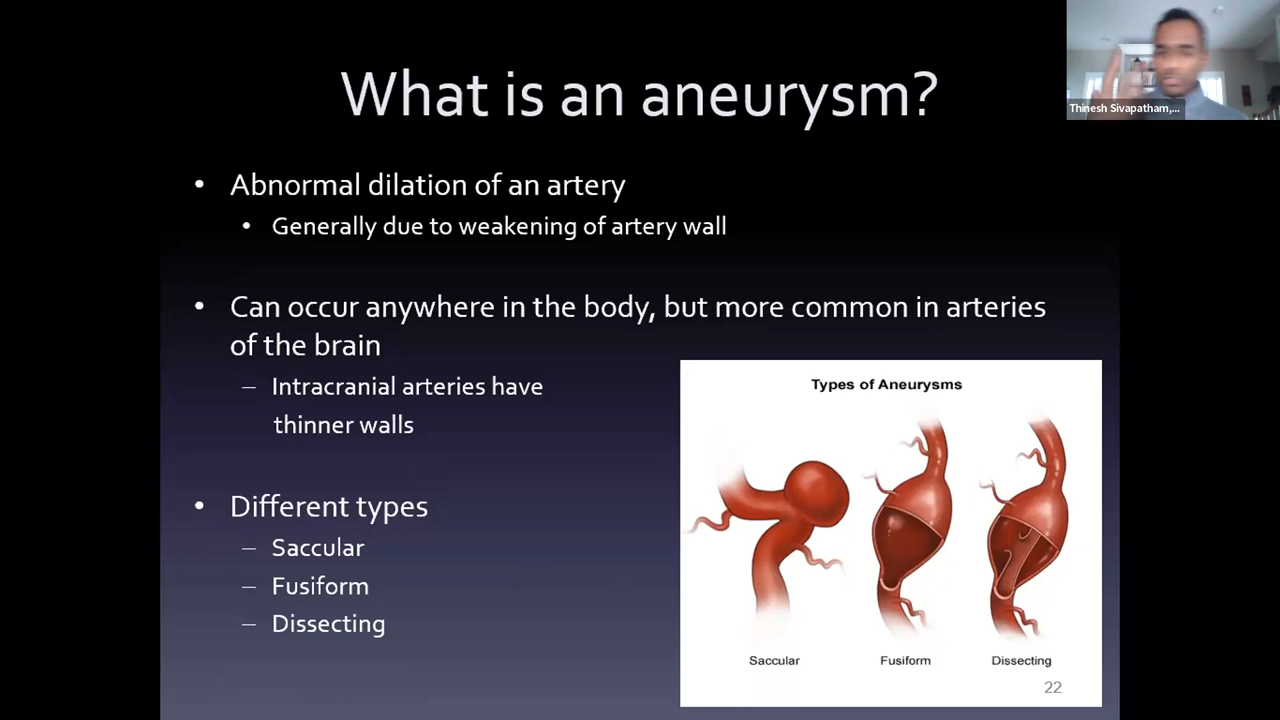 What is an aneurysm?
Thinesh Sivapatham,...
• Abnormal dilation of an artery
• Generally due to weakening of artery wall
• Can occur anywhere in the body, but more common in arteries
of the brain
– Intracranial arteries have
thinner walls
• Different types
– Saccular
– Fusiform
– Dissecting
Types of Aneurysms
Saccular Fusiform Dissecting
22